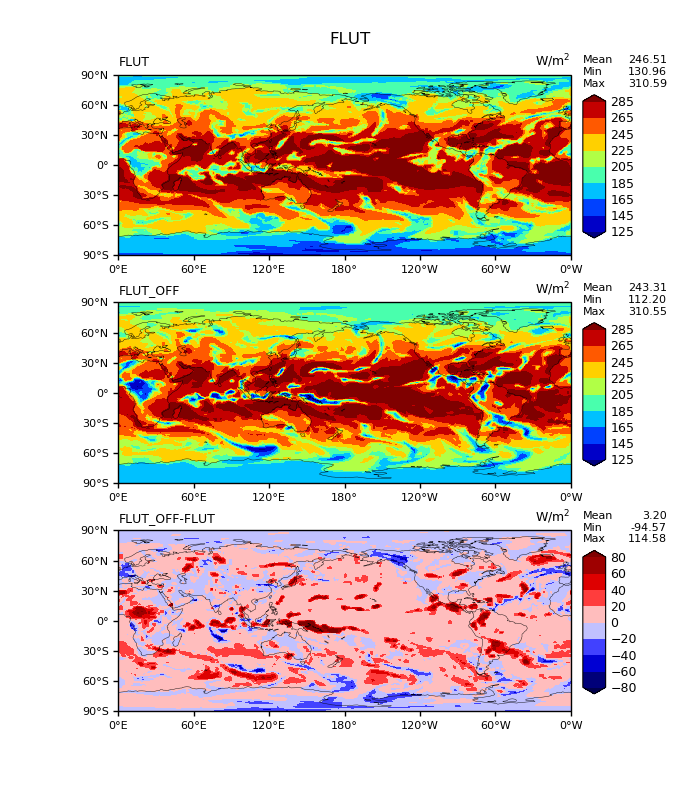 FLUT
FLUT W/m² Mean 246.51
Min 130.96
Max 310.59
90°N 285
60°N 265
30°N 245
0° 225
30°S 205
60°S 185
90°S 165
145
125
0°E 60°E 120°E 180° 120°W 60°W 0°W
FLUT_OFF W/m² Mean 243.31
Min 112.20
Max 310.55
90°N 285
60°N 265
30°N 245
0° 225
30°S 205
60°S 185
90°S 165
145
125
0°E 60°E 120°E 180° 120°W 60°W 0°W
FLUT_OFF-FLUT W/m² Mean 3.20
Min -94.57
Max 114.58
90°N 80
60°N 60
30°N 40
0° 20
30°S 0
60°S −20
90°S −40
−60
−80
0°E 60°E 120°E 180° 120°W 60°W 0°W